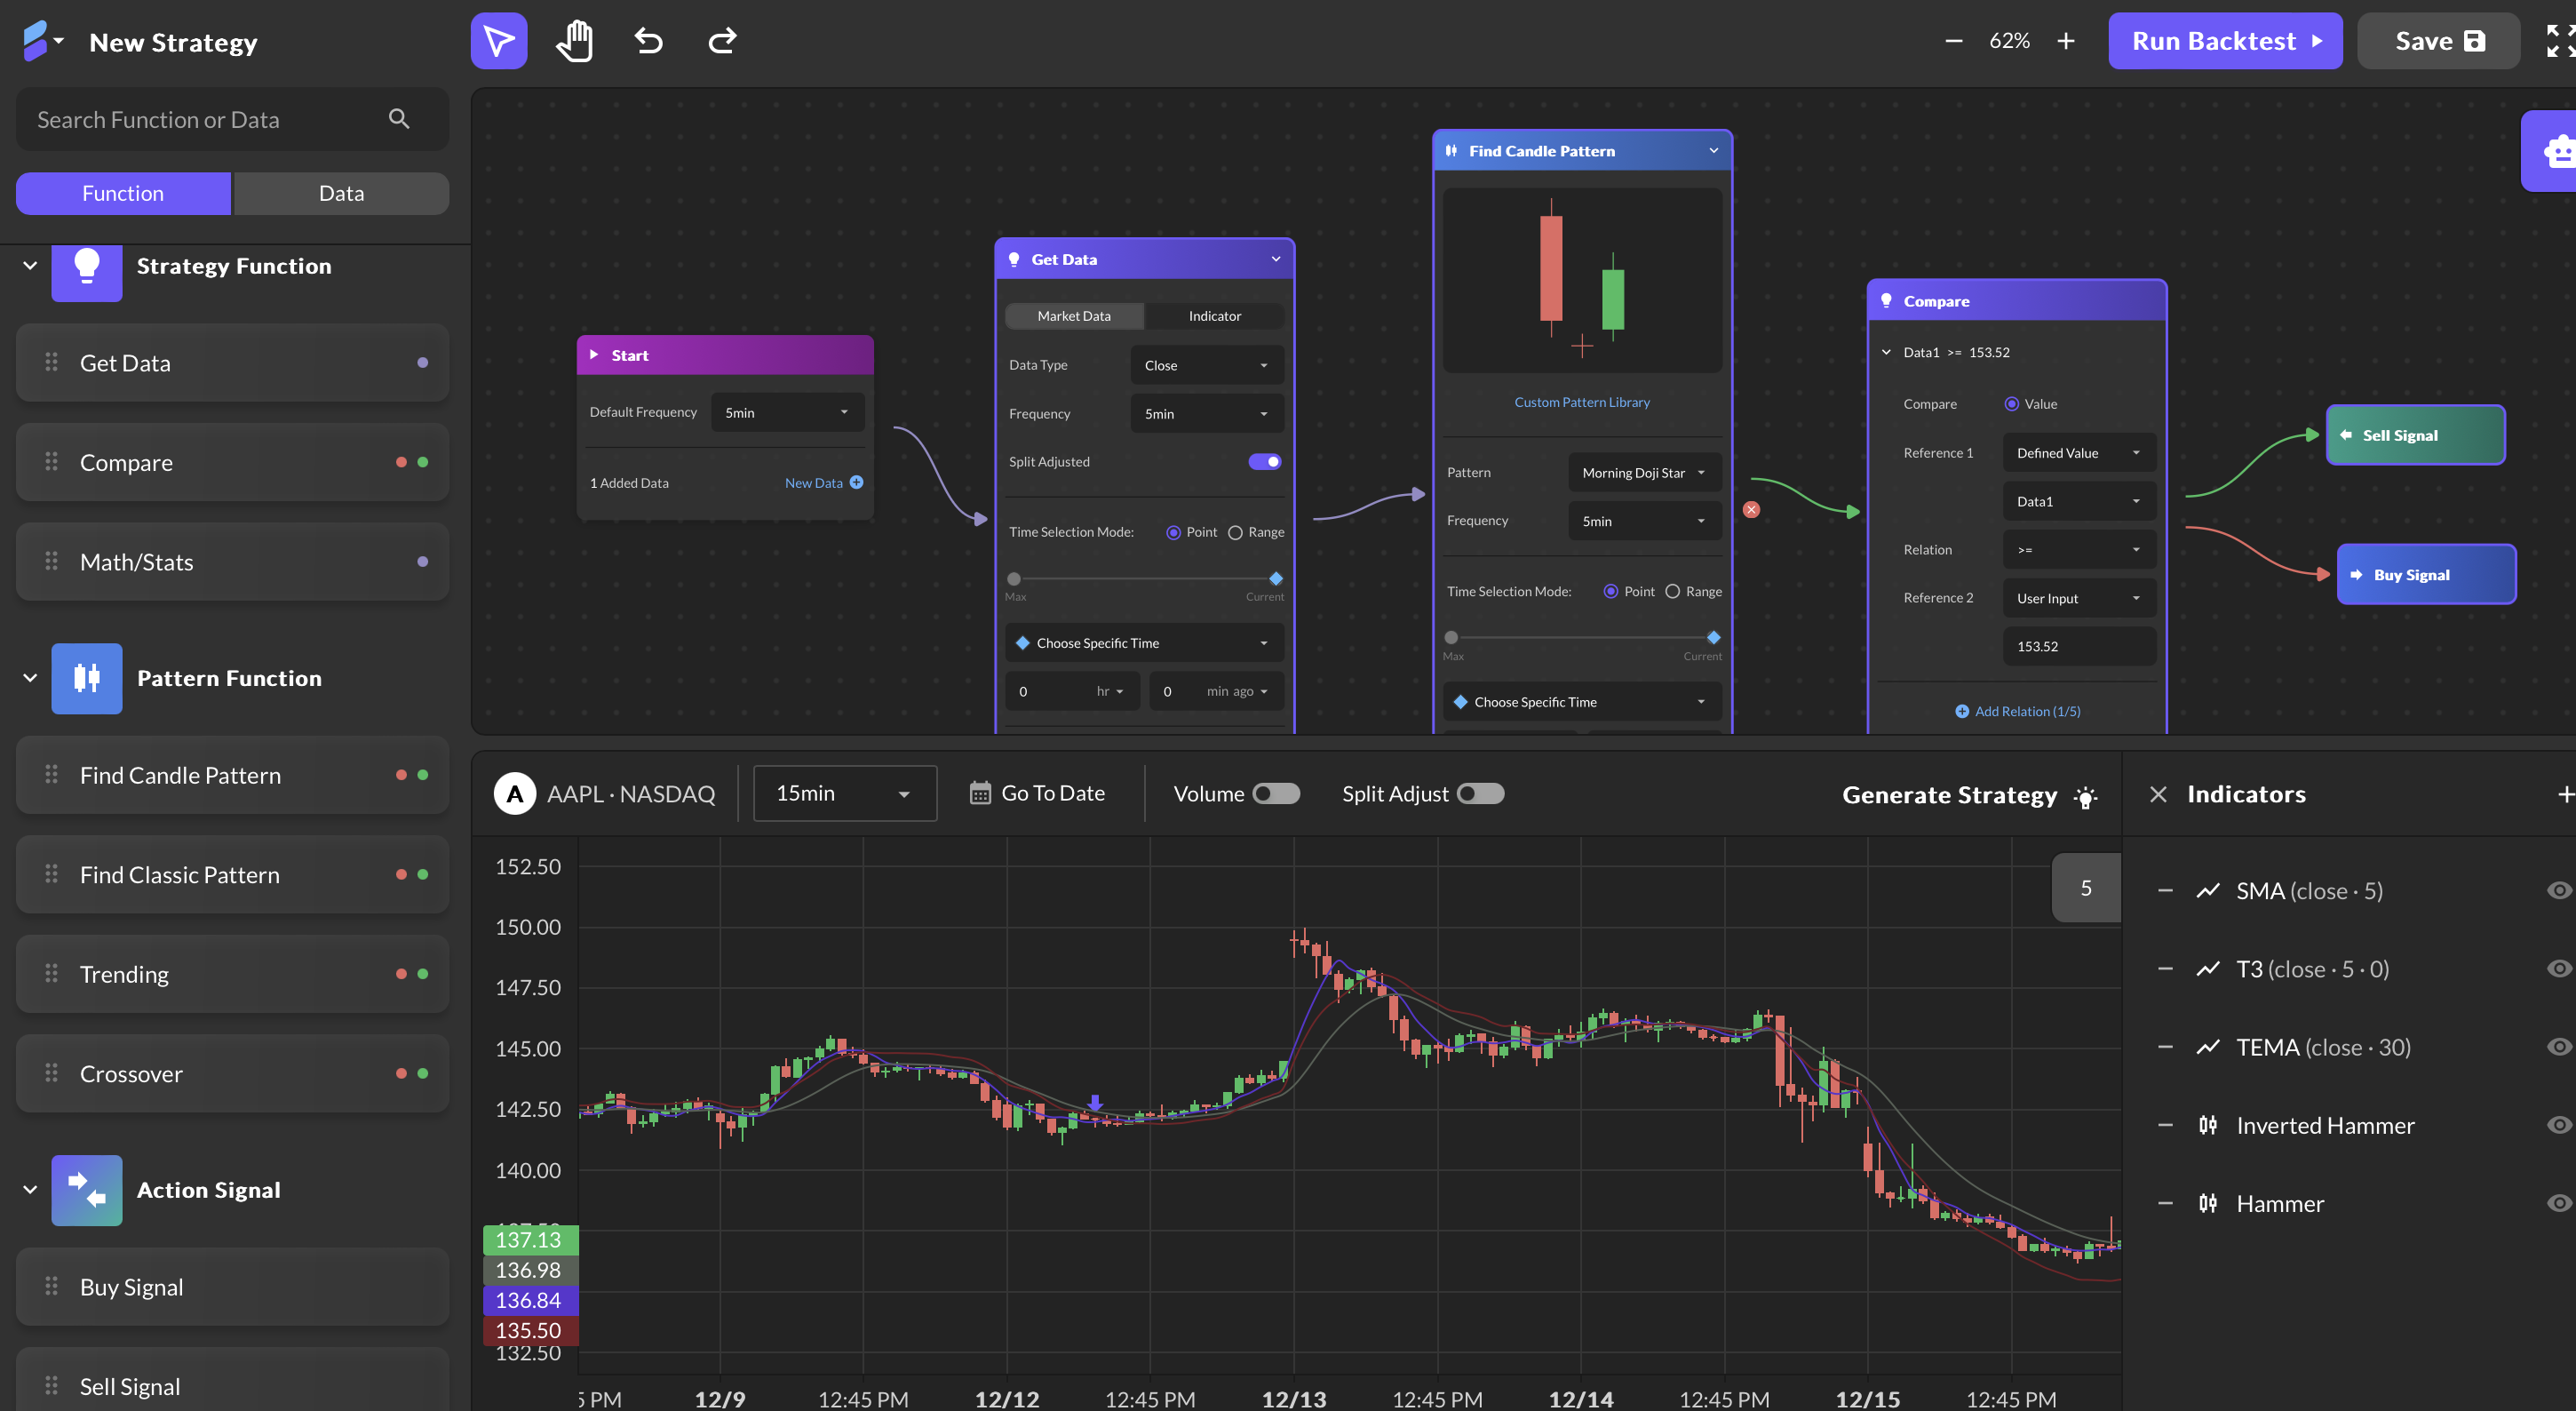 New Strategy
62%
Run Backtest
Save
Search Function or Data
Function
Data
Strategy Function
Get Data
Compare
Math/Stats
Pattern Function
Find Candle Pattern
Find Classic Pattern
Trending
Crossover
Action Signal
Buy Signal
Sell Signal
Start
Default Frequency
5min
1 Added Data
New Data
Get Data
Market Data
Indicator
Data Type
Close
Frequency
5min
Split Adjusted
Time Selection Mode:
Point
Range
Max
Current
Choose Specific Time
0
hr
0
min ago
Find Candle Pattern
Custom Pattern Library
Pattern
Morning Doji Star
Frequency
5min
Time Selection Mode:
Point
Range
Max
Current
Choose Specific Time
Compare
Data1 >= 153.52
Compare
Value
Reference 1
Defined Value
Data1
Relation
>=
Reference 2
User Input
153.52
Add Relation (1/5)
Sell Signal
Buy Signal
A
AAPL · NASDAQ
15min
Go To Date
Volume
Split Adjust
Generate Strategy
Indicators
5
SMA (close · 5)
T3 (close · 5 · 0)
TEMA (close · 30)
Inverted Hammer
Hammer
152.50
150.00
147.50
145.00
142.50
140.00
137.13
136.98
136.84
135.50
132.50
PM
12/9
12:45 PM
12/12
12:45 PM
12/13
12:45 PM
12/14
12:45 PM
12/15
12:45 PM